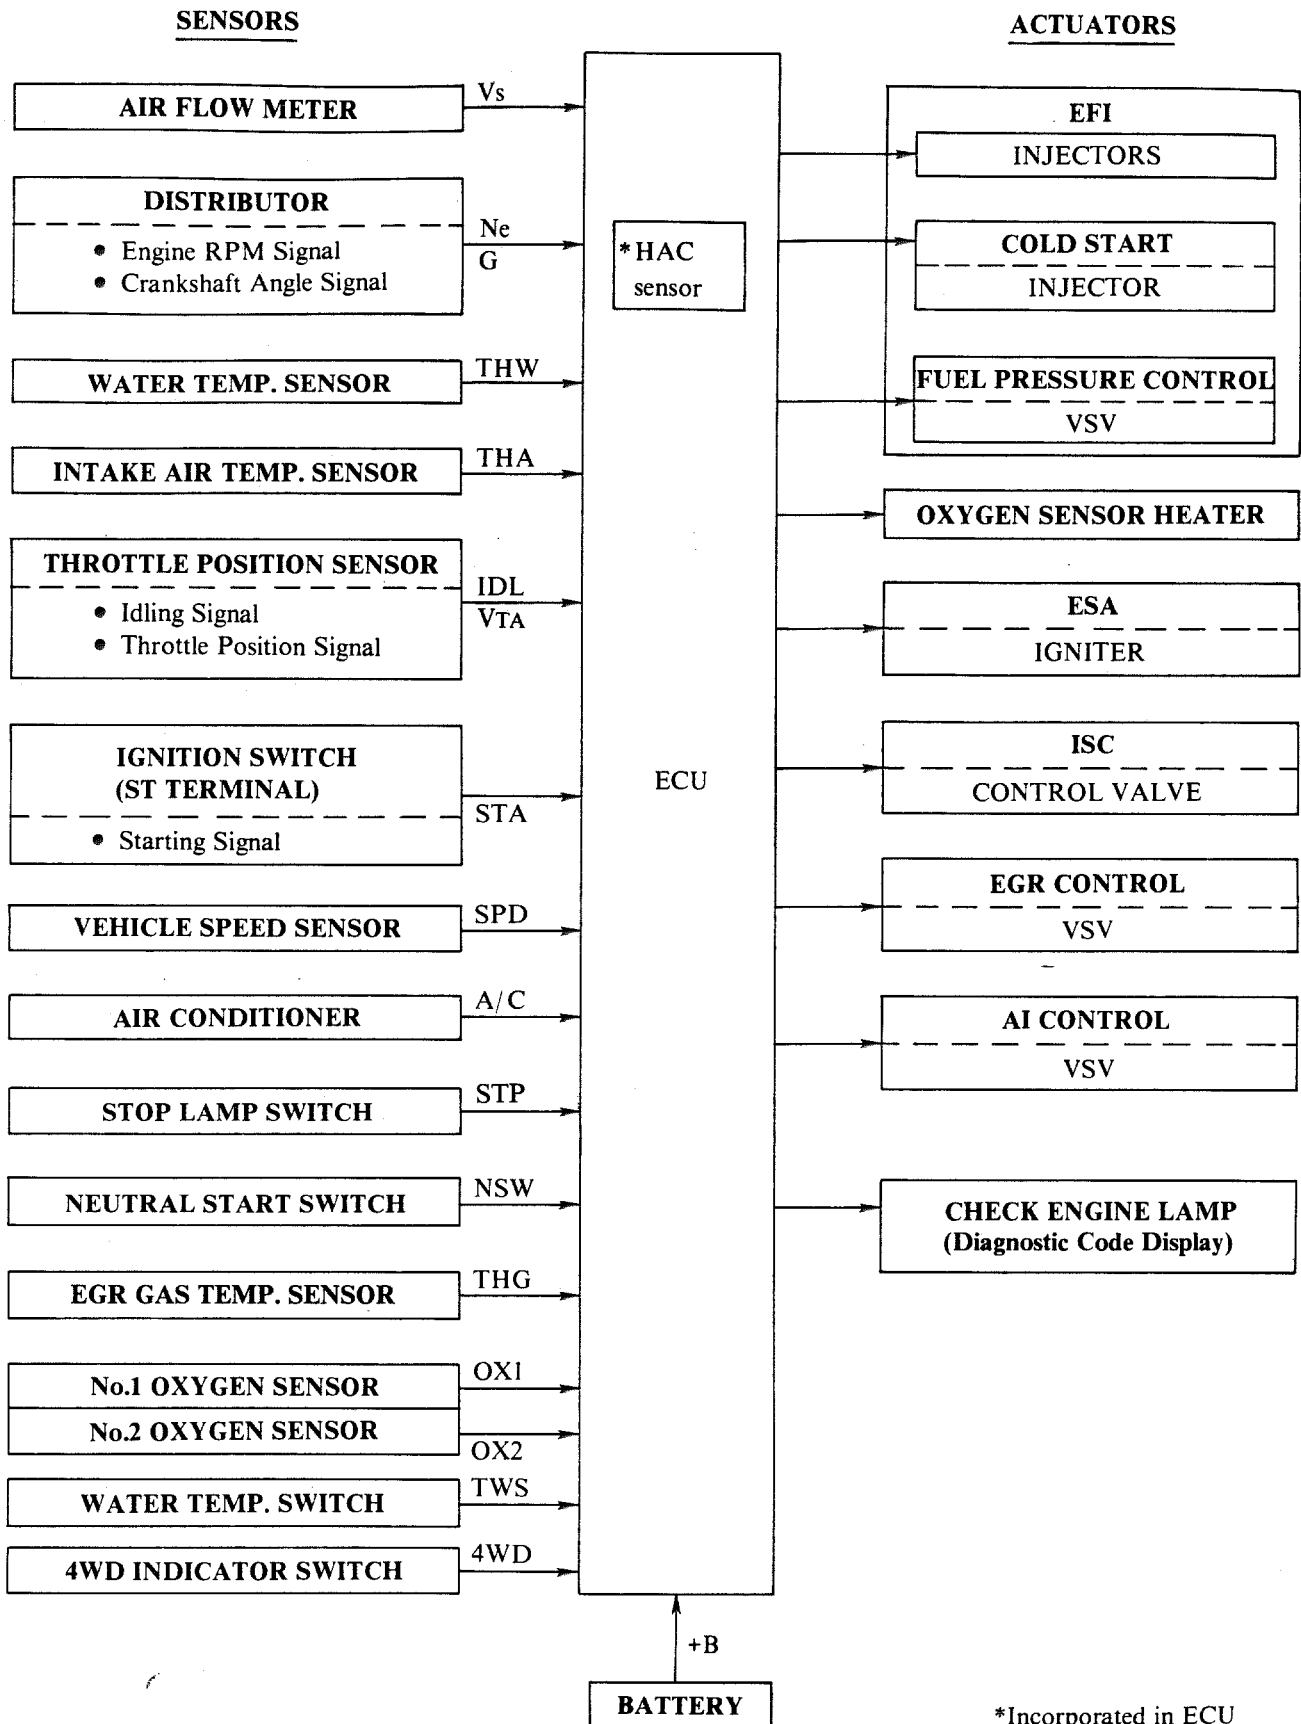 SENSORS
AIR FLOW METER
Vs
DISTRIBUTOR
• Engine RPM Signal
• Crankshaft Angle Signal
Ne
G
WATER TEMP. SENSOR
THW
INTAKE AIR TEMP. SENSOR
THA
THROTTLE POSITION SENSOR
• Idling Signal
• Throttle Position Signal
IDL
VTA
IGNITION SWITCH
(ST TERMINAL)
• Starting Signal
STA
VEHICLE SPEED SENSOR
SPD
AIR CONDITIONER
A/C
STOP LAMP SWITCH
STP
NEUTRAL START SWITCH
NSW
EGR GAS TEMP. SENSOR
THG
No.1 OXYGEN SENSOR
OX1
No.2 OXYGEN SENSOR
OX2
WATER TEMP. SWITCH
TWS
4WD INDICATOR SWITCH
4WD
*HAC
sensor
ECU
+B
BATTERY
ACTUATORS
EFI
INJECTORS
COLD START
INJECTOR
FUEL PRESSURE CONTROL
VSV
OXYGEN SENSOR HEATER
ESA
IGNITER
ISC
CONTROL VALVE
EGR CONTROL
VSV
AI CONTROL
VSV
CHECK ENGINE LAMP
(Diagnostic Code Display)
*Incorporated in ECU